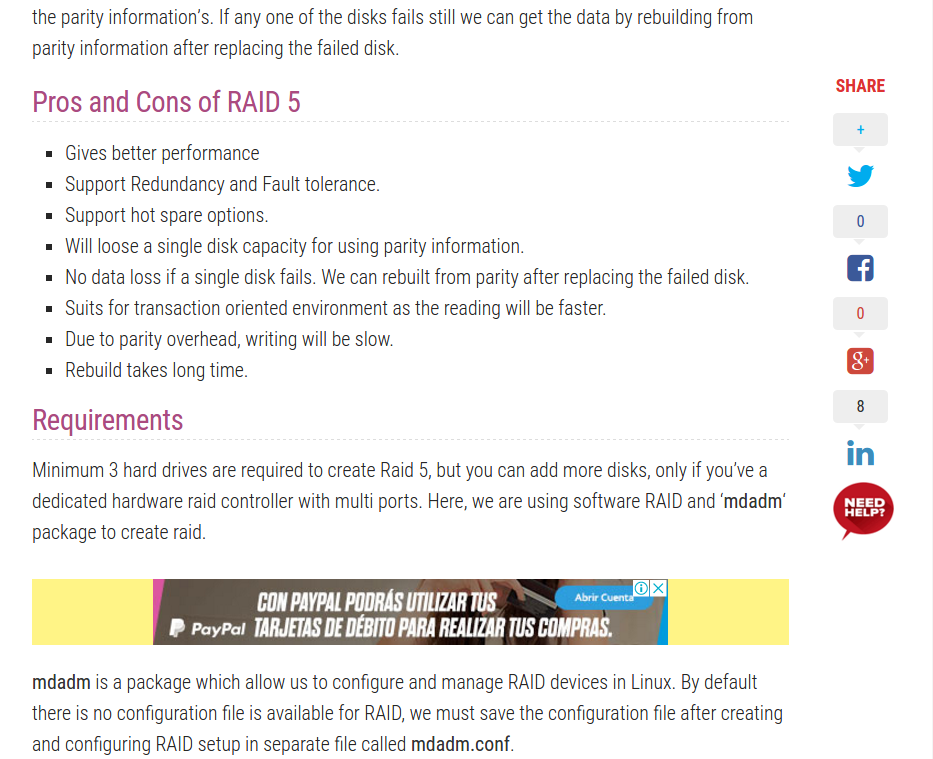 the parity information’s. If any one of the disks fails still we can get the data by rebuilding from
parity information after replacing the failed disk.
Pros and Cons of RAID 5
Gives better performance
Support Redundancy and Fault tolerance.
Support hot spare options.
Will loose a single disk capacity for using parity information.
No data loss if a single disk fails. We can rebuilt from parity after replacing the failed disk.
Suits for transaction oriented environment as the reading will be faster.
Due to parity overhead, writing will be slow.
Rebuild takes long time.
Requirements
Minimum 3 hard drives are required to create Raid 5, but you can add more disks, only if you’ve a
dedicated hardware raid controller with multi ports. Here, we are using software RAID and ‘mdadm‘
package to create raid.
CON PAYPAL PODRÁS UTILIZAR TUS
TARJETAS DE DÉBITO PARA REALIZAR TUS COMPRAS.
PayPal
Abrir Cuenta
mdadm is a package which allow us to configure and manage RAID devices in Linux. By default
there is no configuration file is available for RAID, we must save the configuration file after creating
and configuring RAID setup in separate file called mdadm.conf.
SHARE
+
0
0
g+
8
in
NEED
HELP?